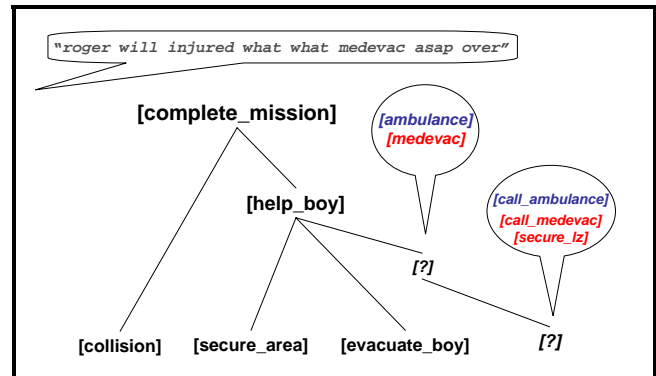 "roger will injured what what medevac asap over"
[complete_mission]
[ambulance]
[medevac]
[help_boy]
[call_ambulance]
[call_medevac]
[secure_lz]
[?]
[collision]
[secure_area]
[evacuate_boy]
[?]